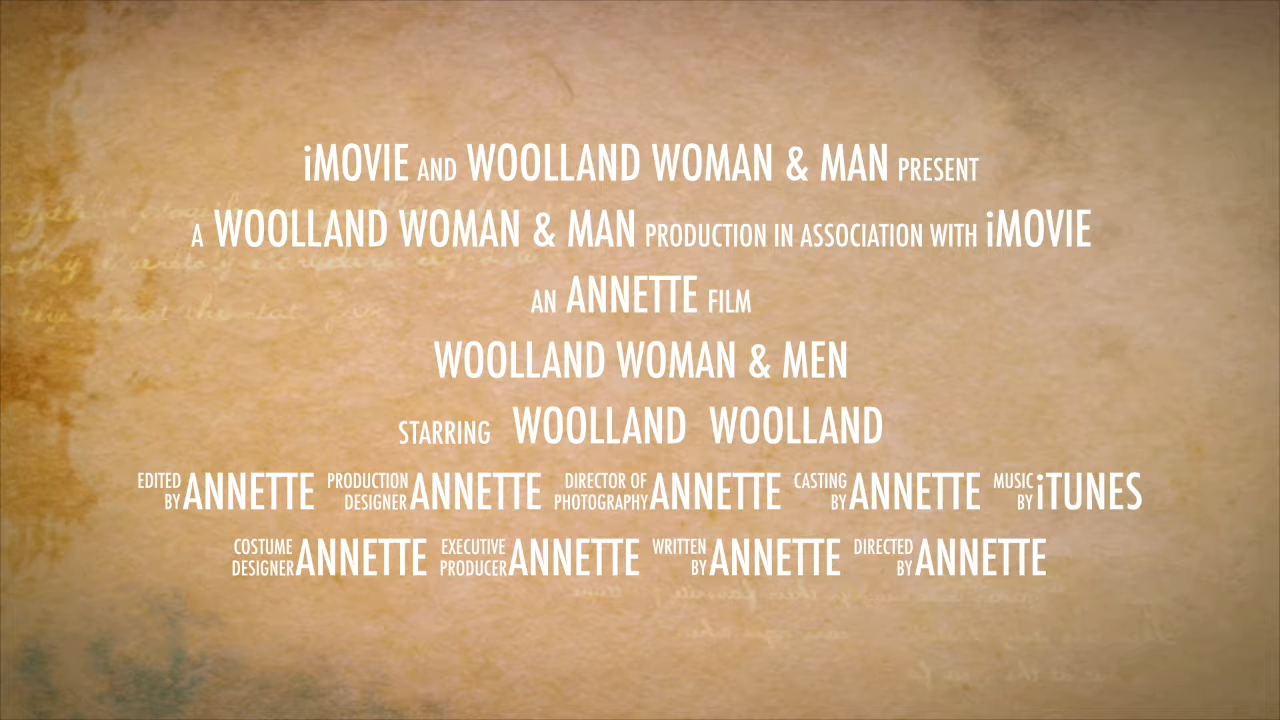 iMOVIE AND WOOLLAND WOMAN & MAN PRESENT
A WOOLLAND WOMAN & MAN PRODUCTION IN ASSOCIATION WITH iMOVIE
AN ANNETTE FILM
WOOLLAND WOMAN & MEN
STARRING WOOLLAND WOOLLAND
EDITED BY ANNETTE PRODUCTION DESIGNER ANNETTE DIRECTOR OF PHOTOGRAPHY ANNETTE CASTING BY ANNETTE MUSIC BY iTUNES
COSTUME DESIGNER ANNETTE EXECUTIVE PRODUCER ANNETTE WRITTEN BY ANNETTE DIRECTED BY ANNETTE